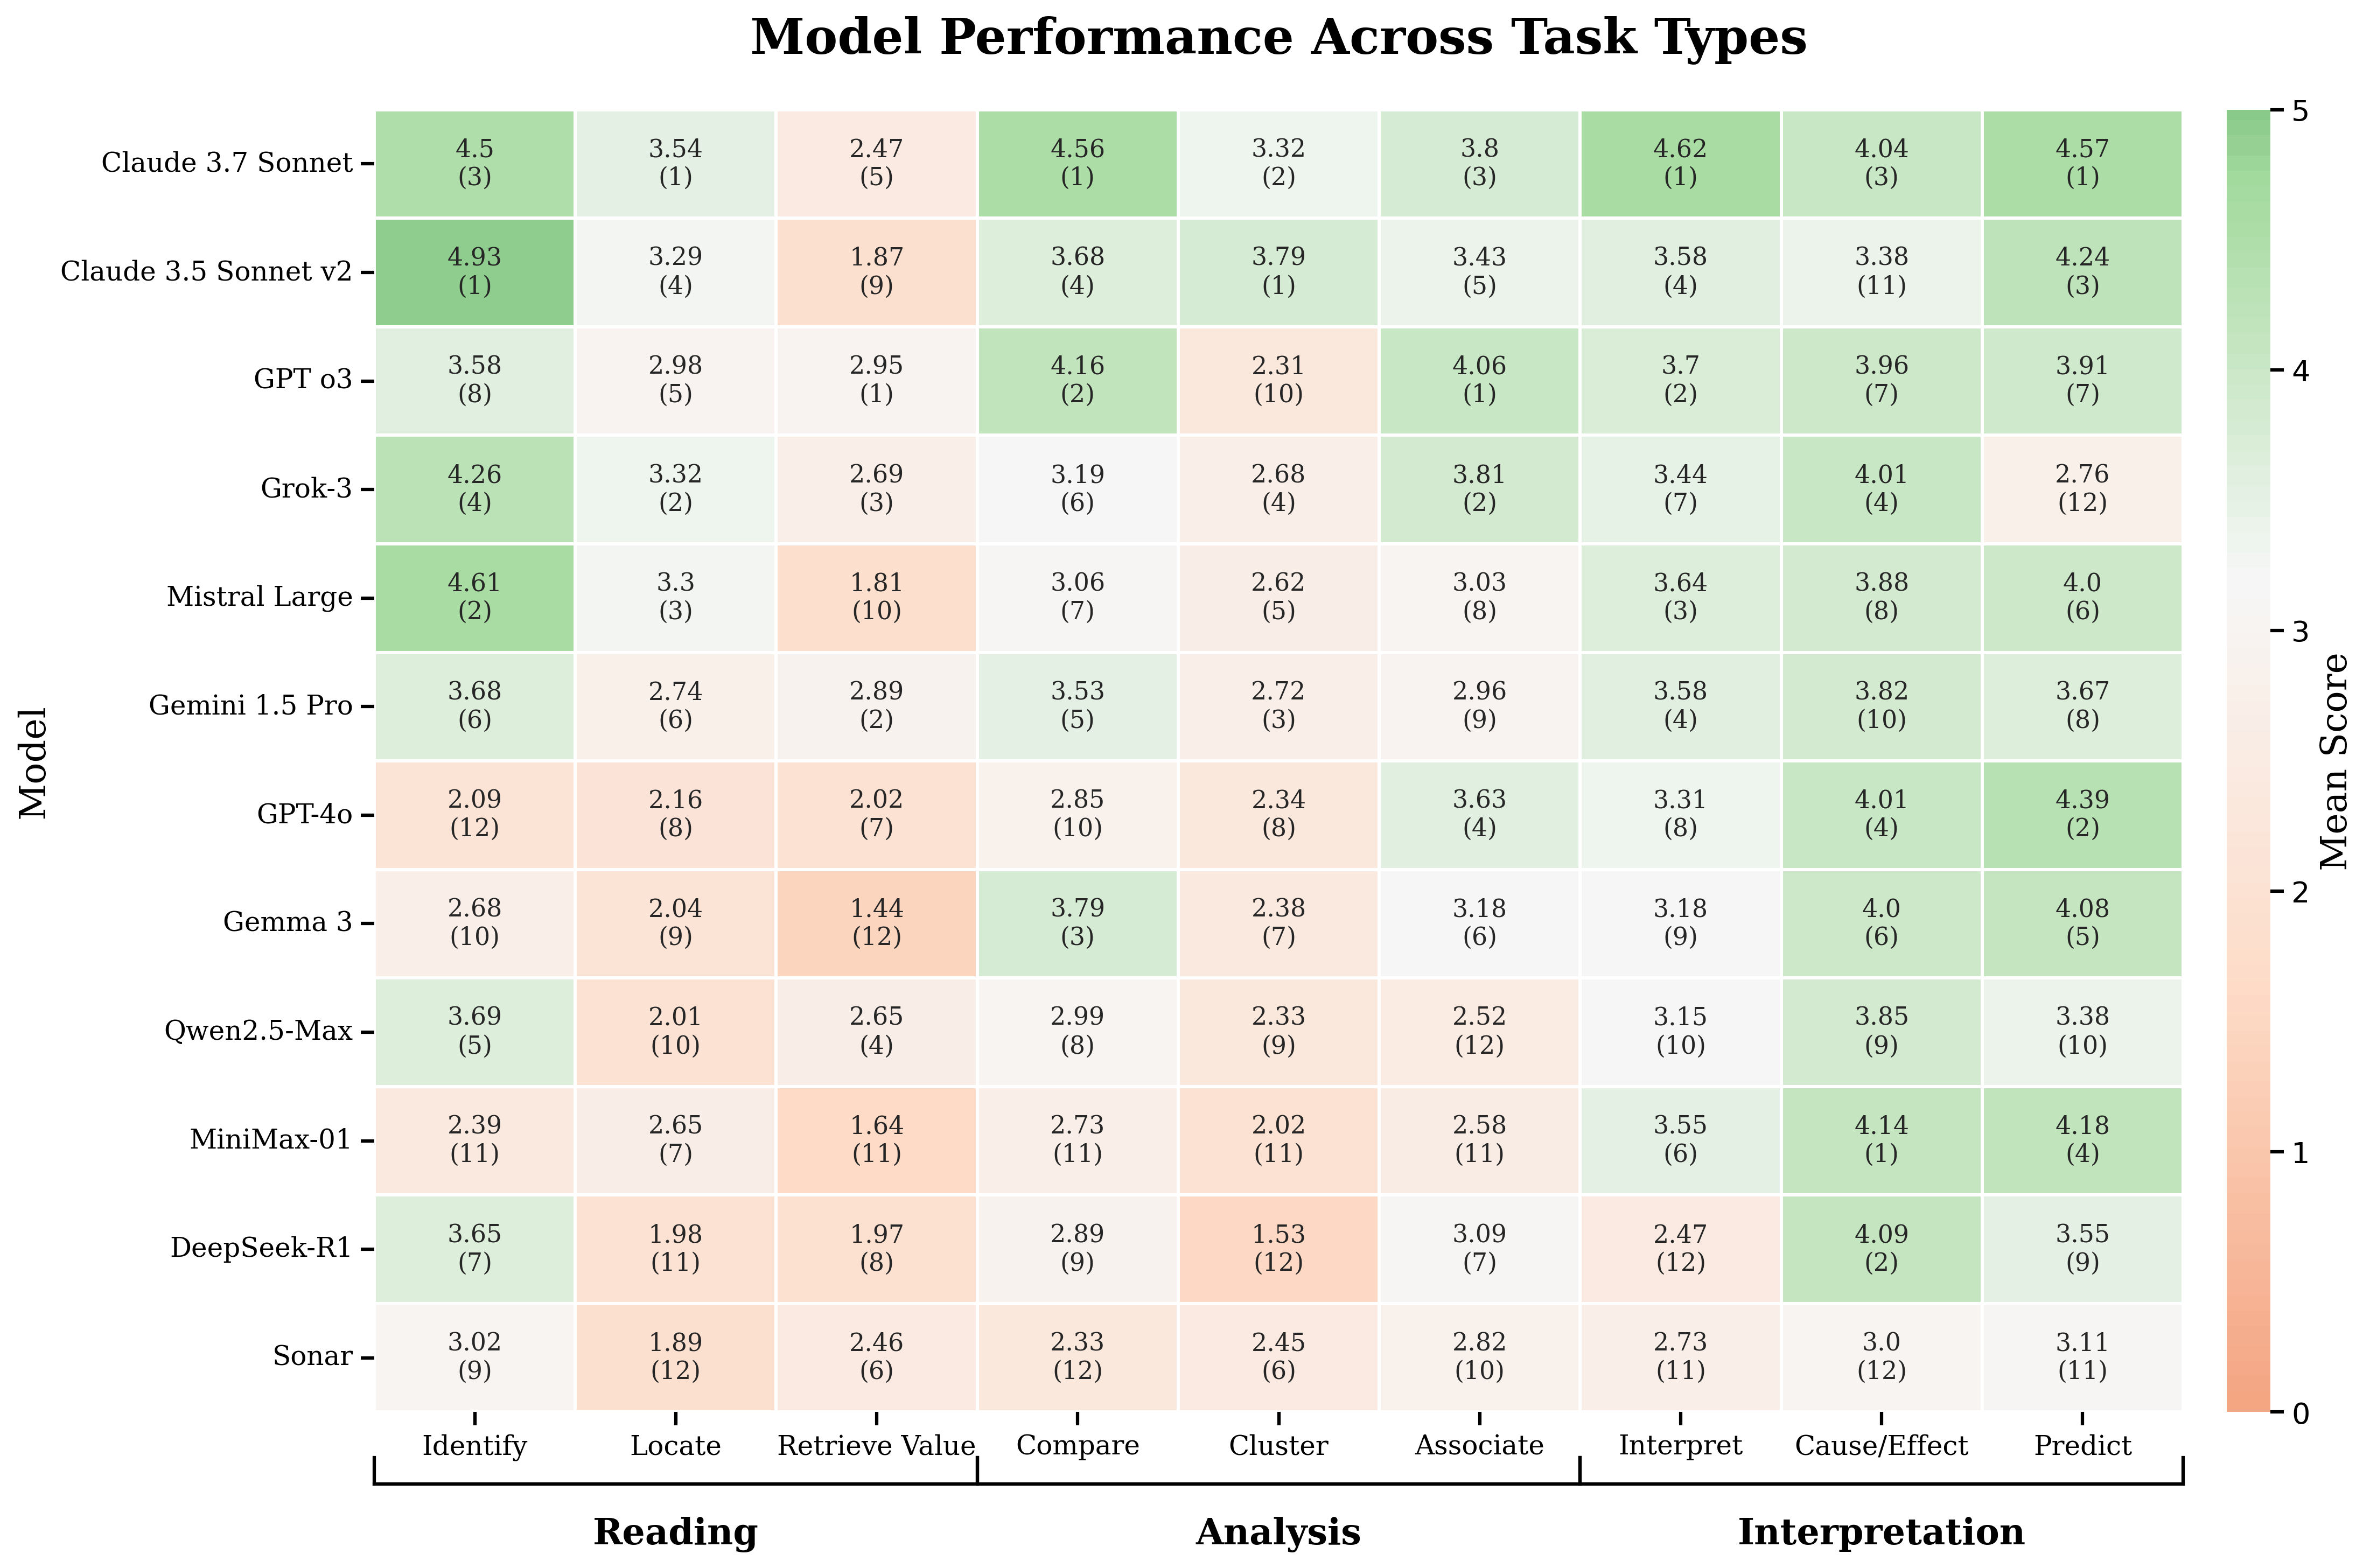 Model Performance Across Task Types
Claude 3.7 Sonnet 4.5 3.54 2.47 4.56 3.32 3.8 4.62 4.04 4.57
(3) (1) (5) (1) (2) (3) (1) (3) (1)
Claude 3.5 Sonnet v2 4.93 3.29 1.87 3.68 3.79 3.43 3.58 3.38 4.24
(1) (4) (9) (4) (1) (5) (4) (11) (3)
GPT o3 3.58 2.98 2.95 4.16 2.31 4.06 3.7 3.96 3.91
(8) (5) (1) (2) (10) (1) (2) (7) (7)
Grok-3 4.26 3.32 2.69 3.19 2.68 3.81 3.44 4.01 2.76
(4) (2) (3) (6) (4) (2) (7) (4) (12)
Mistral Large 4.61 3.3 1.81 3.06 2.62 3.03 3.64 3.88 4.0
(2) (3) (10) (7) (5) (8) (3) (8) (6)
Gemini 1.5 Pro 3.68 2.74 2.89 3.53 2.72 2.96 3.58 3.82 3.67
(6) (6) (2) (5) (3) (9) (4) (10) (8)
GPT-4o 2.09 2.16 2.02 2.85 2.34 3.63 3.31 4.01 4.39
(12) (8) (7) (10) (8) (4) (8) (4) (2)
Gemma 3 2.68 2.04 1.44 3.79 2.38 3.18 3.18 4.0 4.08
(10) (9) (12) (3) (7) (6) (9) (6) (5)
Qwen2.5-Max 3.69 2.01 2.65 2.99 2.33 2.52 3.15 3.85 3.38
(5) (10) (4) (8) (9) (12) (10) (9) (10)
MiniMax-01 2.39 2.65 1.64 2.73 2.02 2.58 3.55 4.14 4.18
(11) (7) (11) (11) (11) (11) (6) (1) (4)
DeepSeek-R1 3.65 1.98 1.97 2.89 1.53 3.09 2.47 4.09 3.55
(7) (11) (8) (9) (12) (7) (12) (2) (9)
Sonar 3.02 1.89 2.46 2.33 2.45 2.82 2.73 3.0 3.11
(9) (12) (6) (12) (6) (10) (11) (12) (11)
Identify Locate Retrieve Value Compare Cluster Associate Interpret Cause/Effect Predict
Reading Analysis Interpretation
Model
5
4
3
2
1
0
Mean Score